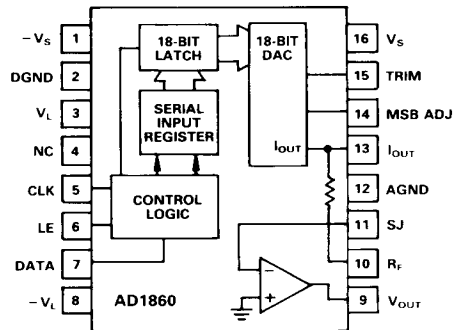 −VS 1
DGND 2
VL 3
NC 4
CLK 5
LE 6
DATA 7
−VL 8
18-BIT
LATCH
SERIAL
INPUT
REGISTER
CONTROL
LOGIC
18-BIT
DAC
IOUT
−
+
AD1860
16 VS
15 TRIM
14 MSB ADJ
13 IOUT
12 AGND
11 SJ
10 RF
9 VOUT